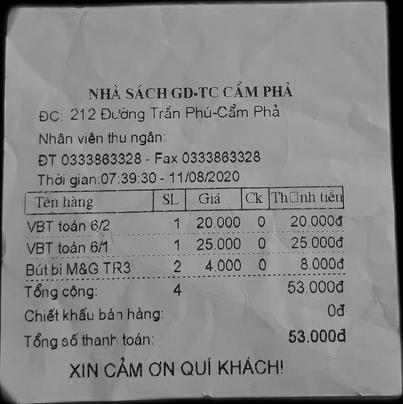 NHÀ SÁCH GD-TC CẨM PHẢ
ĐC: 212 Đường Trần Phú-Cẩm Phả
Nhân viên thu ngân:
ĐT 0333863328 - Fax 0333863328
Thời gian:07:39:30 - 11/08/2020
Tên hàng SL Giá Ck Th□nh tiền
VBT toán 6/2 1 20.000 0 20.000đ
VBT toán 6/1 1 25.000 0 25.000đ
Bút bi M&G TR3 2 4.000 0 8.000đ
Tổng cộng: 4 53.000đ
Chiết khấu bán hàng: 0đ
Tổng số thanh toán: 53.000đ
XIN CẢM ƠN QUÍ KHÁCH!